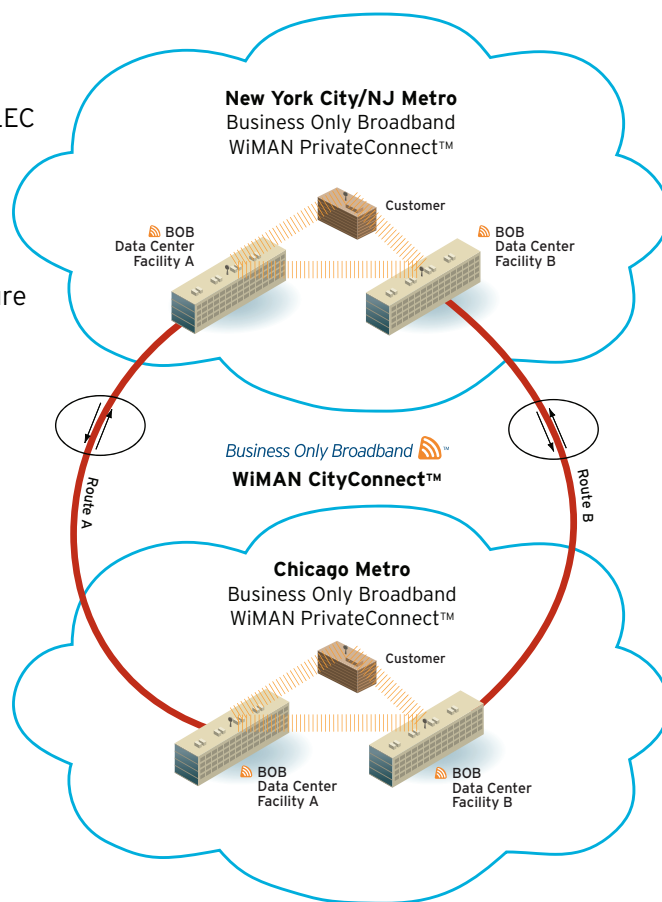 New York City/NJ Metro
Business Only Broadband
WiMAN PrivateConnect™
Customer
BOB
Data Center
Facility A
BOB
Data Center
Facility B
Route A
Business Only Broadband ™
WiMAN CityConnect™
Route B
Chicago Metro
Business Only Broadband
WiMAN PrivateConnect™
Customer
BOB
Data Center
Facility A
BOB
Data Center
Facility B